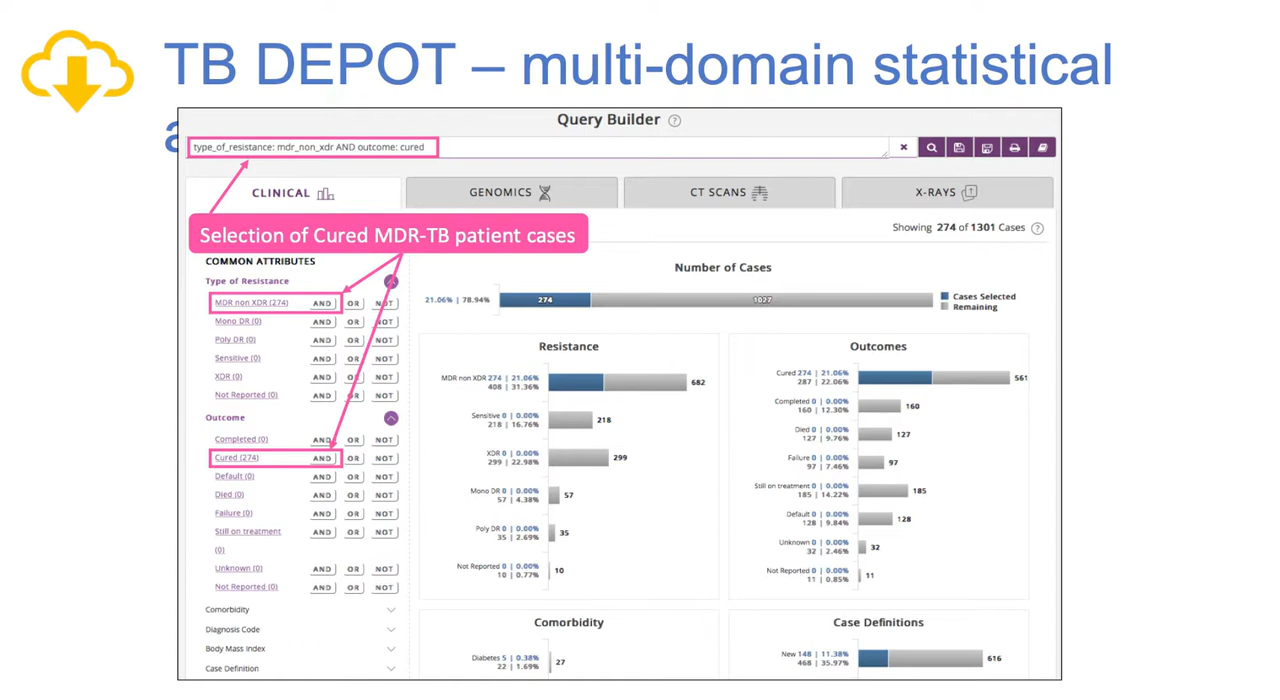 TB DEPOT – multi-domain statistical
a
Query Builder ?
type_of_resistance: mdr_non_xdr AND outcome: cured
CLINICAL
GENOMICS
CT SCANS
X-RAYS
Selection of Cured MDR-TB patient cases
Showing 274 of 1301 Cases ?
COMMON ATTRIBUTES
Type of Resistance
MDR non XDR (274) AND OR NOT
Mono DR (0) AND OR NOT
Poly DR (0) AND OR NOT
Sensitive (0) AND OR NOT
XDR (0) AND OR NOT
Not Reported (0) AND OR NOT
Outcome
Completed (0) AND OR NOT
Cured (274) AND OR NOT
Default (0) AND OR NOT
Died (0) AND OR NOT
Failure (0) AND OR NOT
Still on treatment AND OR NOT
(0)
Unknown (0) AND OR NOT
Not Reported (0) AND OR NOT
Comorbidity
Diagnosis Code
Body Mass Index
Case Definition
Number of Cases
21.06% | 78.94% 274 1027
Cases Selected
Remaining
Resistance
MDR non XDR 274 | 21.06%
408 | 31.36% 682
Sensitive 0 | 0.00%
218 | 16.76% 218
XDR 0 | 0.00%
299 | 22.98% 299
Mono DR 0 | 0.00%
57 | 4.38% 57
Poly DR 0 | 0.00%
35 | 2.69% 35
Not Reported 0 | 0.00%
10 | 0.77% 10
Outcomes
Cured 274 | 21.06%
287 | 22.06% 561
Completed 0 | 0.00%
160 | 12.30% 160
Died 0 | 0.00%
127 | 9.76% 127
Failure 0 | 0.00%
97 | 7.46% 97
Still on treatment 0 | 0.00%
185 | 14.22% 185
Default 0 | 0.00%
128 | 9.84% 128
Unknown 0 | 0.00%
32 | 2.46% 32
Not Reported 0 | 0.00%
11 | 0.85% 11
Comorbidity
Diabetes 5 | 0.38%
22 | 1.69% 27
Case Definitions
New 148 | 11.38%
468 | 35.97% 616